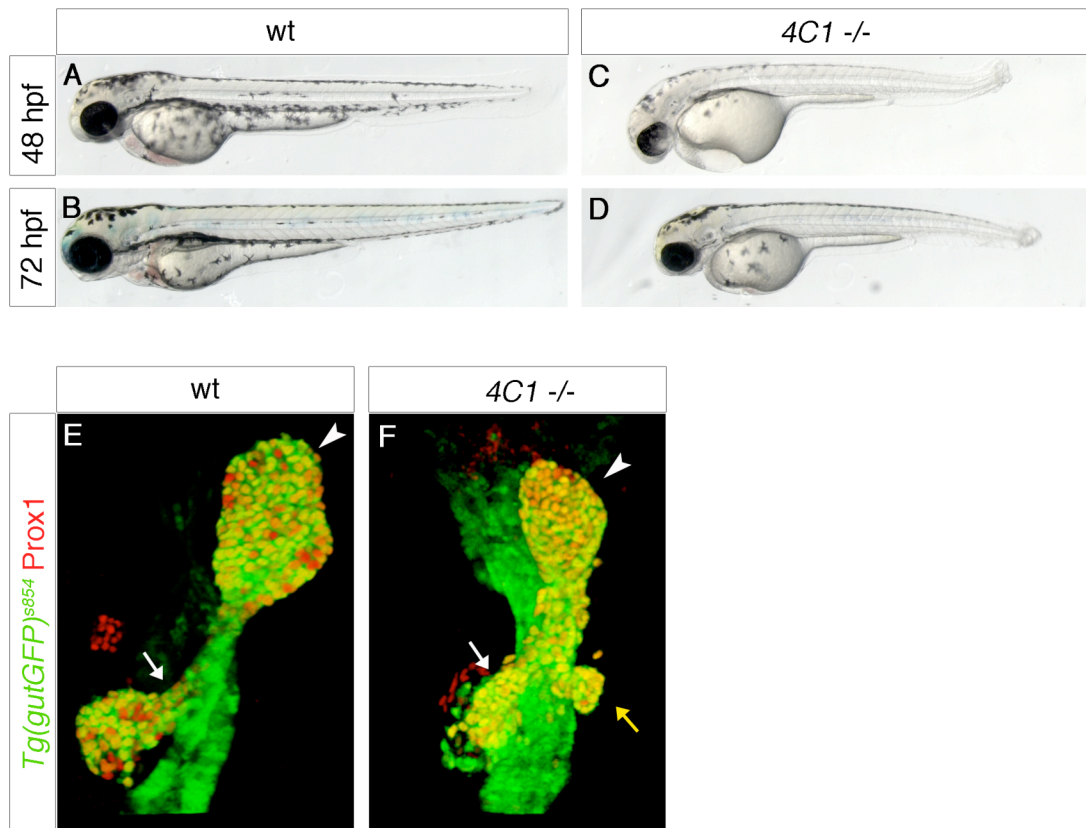 wt
4C1 -/-
48 hpf
A
C
72 hpf
B
D
wt
4C1 -/-
Tg(gutGFP)s854 Prox1
E
F